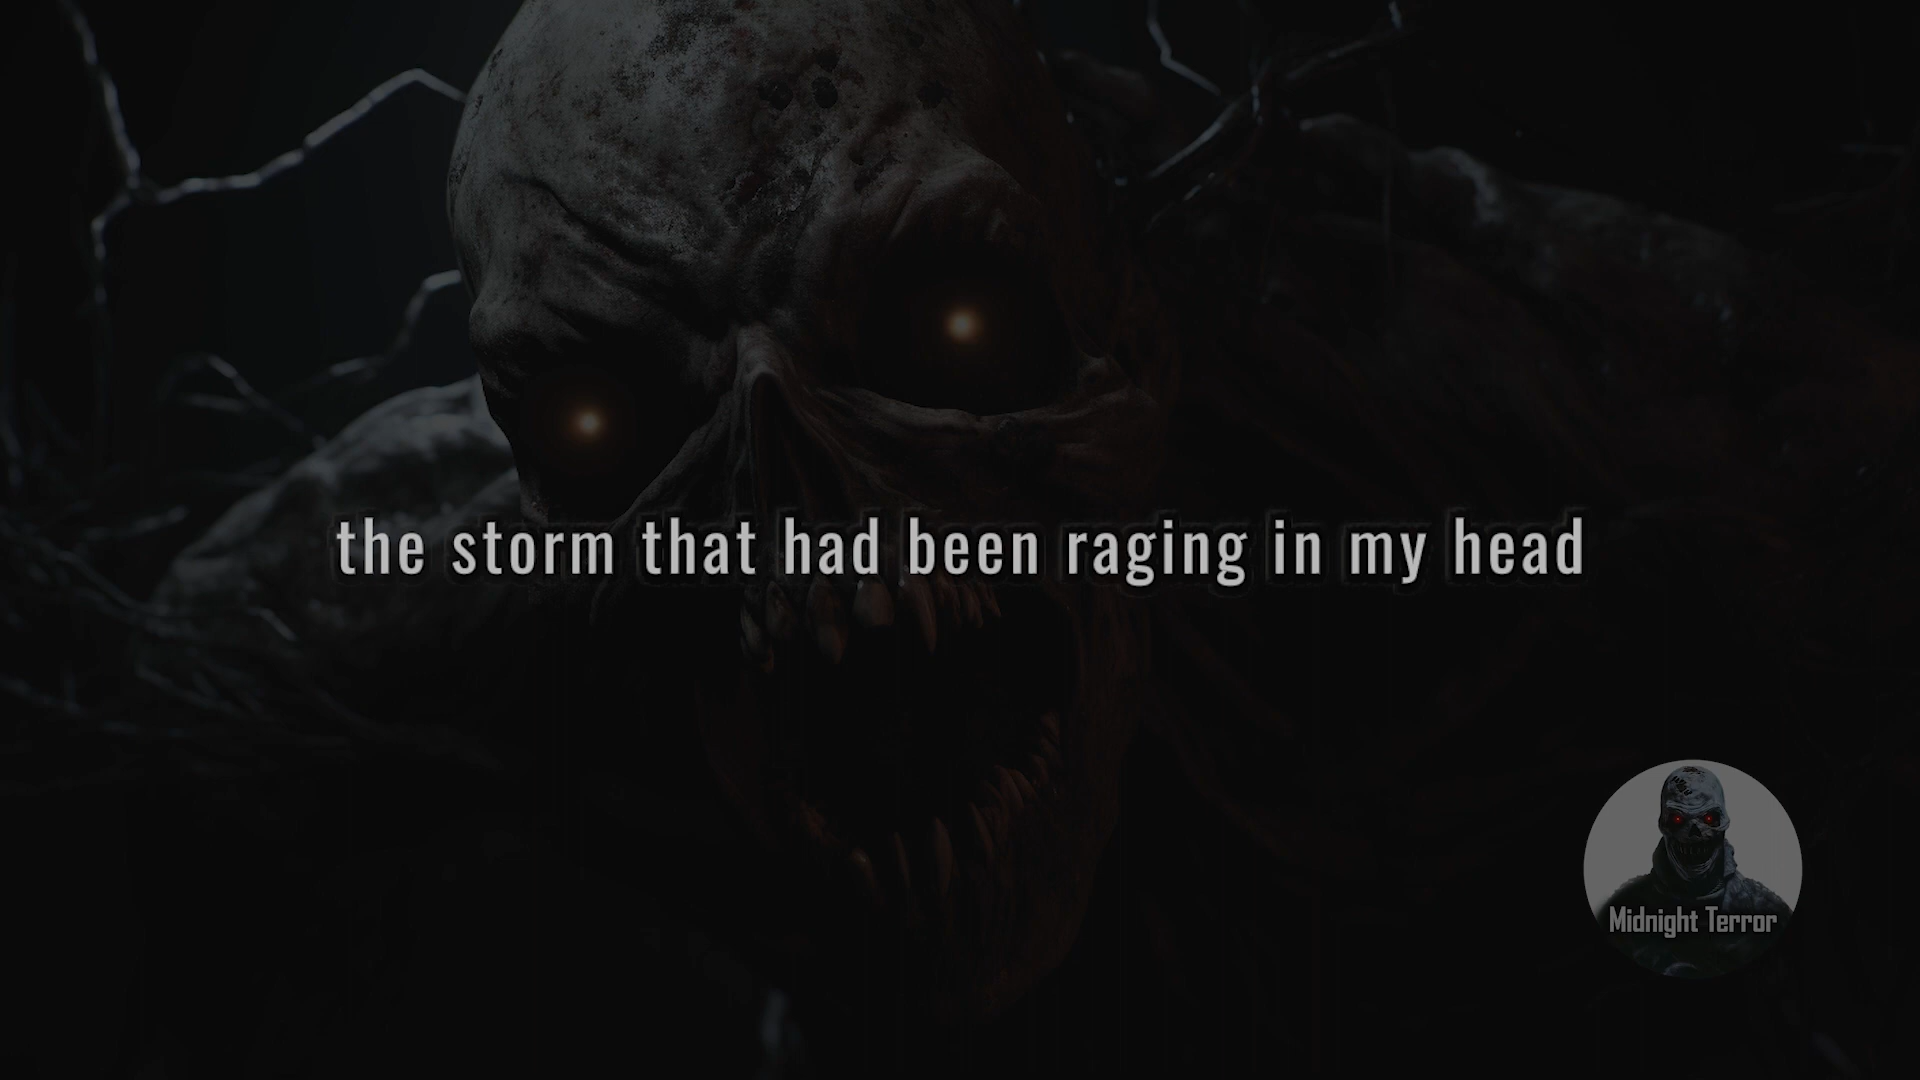 the storm that had been raging in my head
Midnight Terror